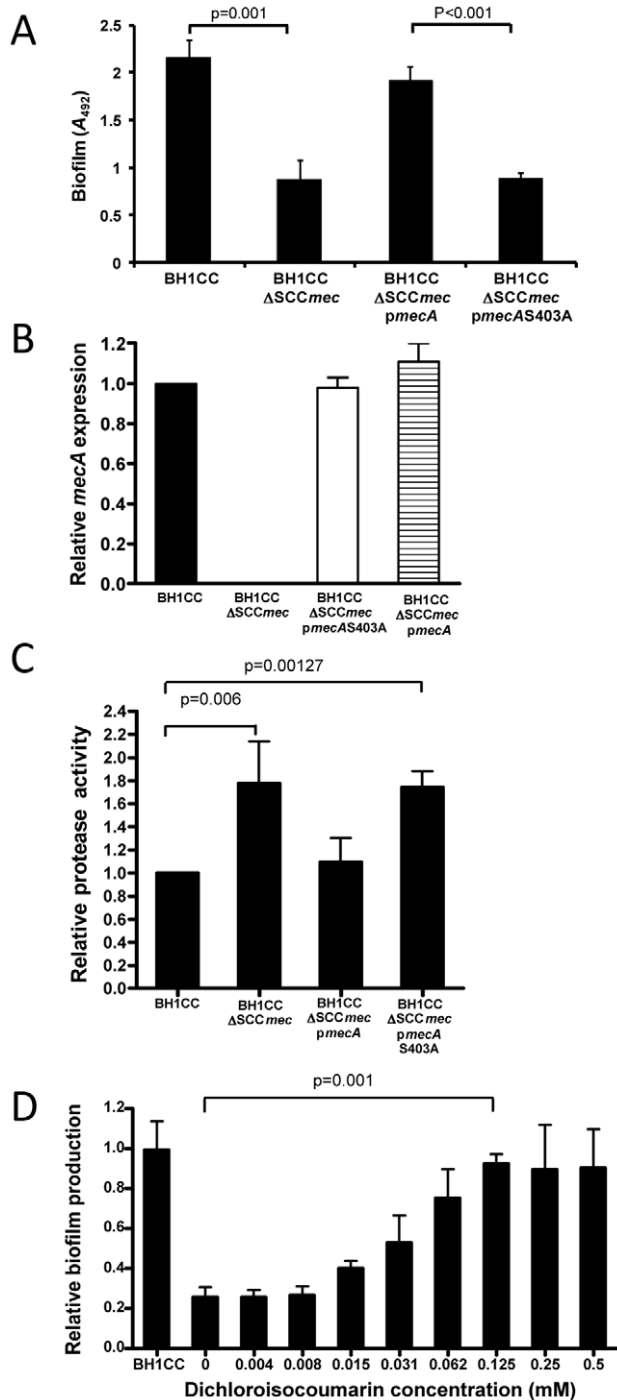 A
p=0.001
P<0.001
Biofilm (A492)
2.5
2
1.5
1
0.5
0
BH1CC
BH1CC
ΔSCCmec
BH1CC
ΔSCCmec
pmecA
BH1CC
ΔSCCmec
pmecAS403A
B
Relative mecA expression
1.2
1.0
0.8
0.6
0.4
1.2
0.0
BH1CC
BH1CC
ΔSCCmec
BH1CC
ΔSCCmec
pmecAS403A
BH1CC
ΔSCCmec
pmecA
C
p=0.00127
p=0.006
Relative protease activity
2.4
2.2
2.0
1.8
1.6
1.4
1.2
1.0
0.8
0.6
0.4
0.2
0.0
BH1CC
BH1CC
ΔSCCmec
BH1CC
ΔSCCmec
pmecA
BH1CC
ΔSCCmec
pmecA
S403A
D
p=0.001
Relative biofilm production
1.2
1.0
0.8
0.6
0.4
0.2
0.0
BH1CC 0 0.004 0.008 0.015 0.031 0.062 0.125 0.25 0.5
Dichloroisocoumarin concentration (mM)